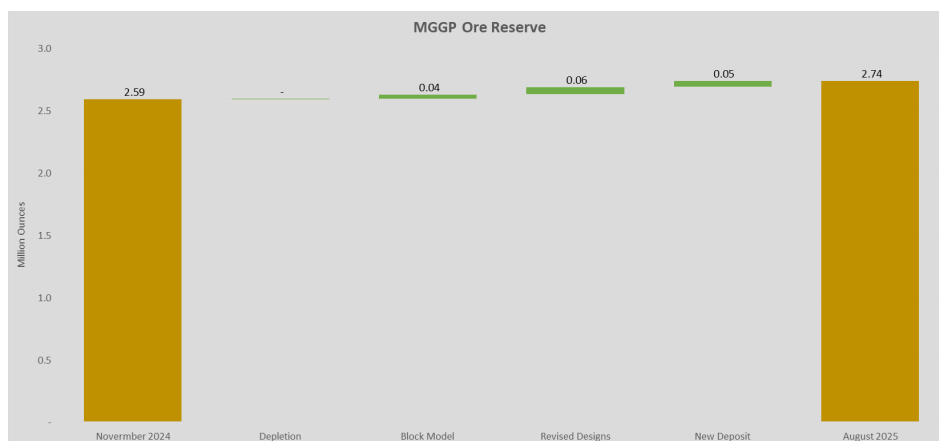 MGGP Ore Reserve
3.0
2.5
2.0
1.5
1.0
0.5
-
Million Ounces
2.59
-
0.04
0.06
0.05
2.74
Novermber 2024
Depletion
Block Model
Revised Designs
New Deposit
August 2025